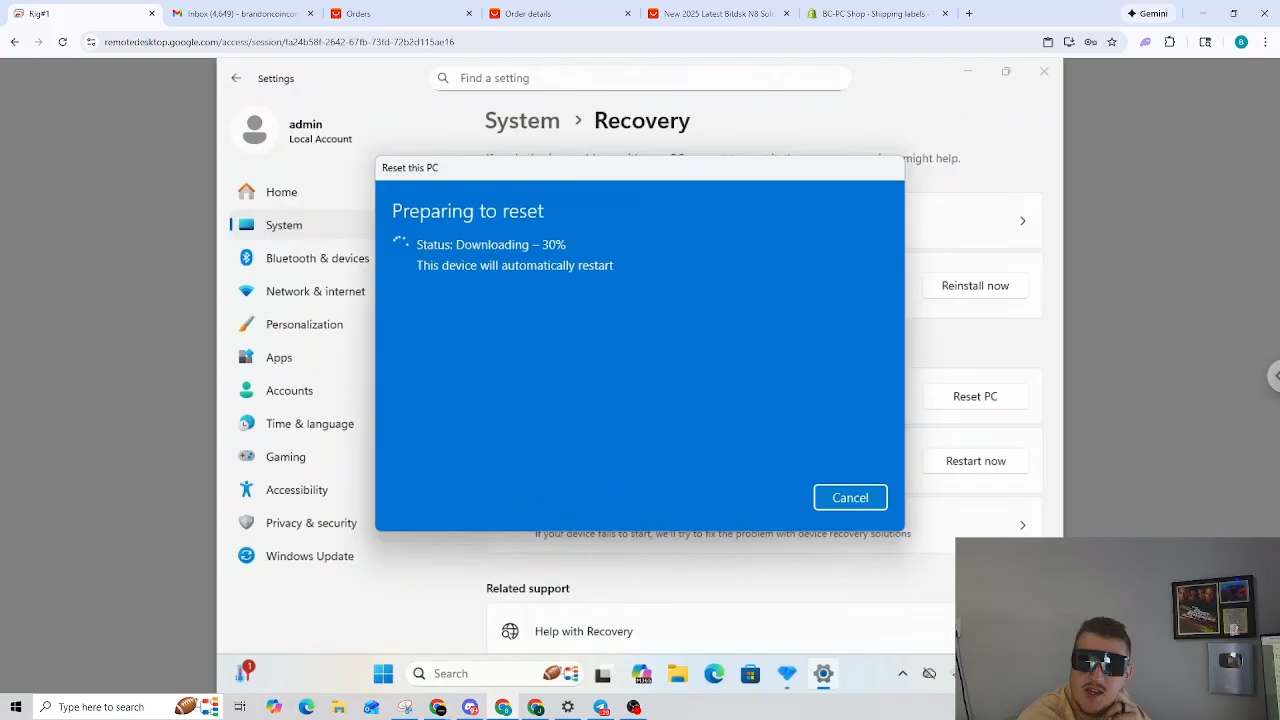 Rig#1
Inbox (4,649) - brandonconcor
Orders
Order details
New 2025 Latest Black N8 Solo
BC-PC Shop - Shipping labels -
Gemini
remotedesktop.google.com/access/session/fa24b58f-2642-67fb-73fd-72b2d115ae16
B
Settings
Find a setting
admin
Local Account
System > Recovery
might help.
Reset this PC
Preparing to reset
Status: Downloading – 30%
This device will automatically restart
Cancel
Home
System
Bluetooth & devices
Network & internet
Personalization
Apps
Accounts
Time & language
Gaming
Accessibility
Privacy & security
Windows Update
Reinstall now
Reset PC
Restart now
If your device fails to start, we'll try to fix the problem with device recovery solutions
Related support
Help with Recovery
1
Search
Type here to search